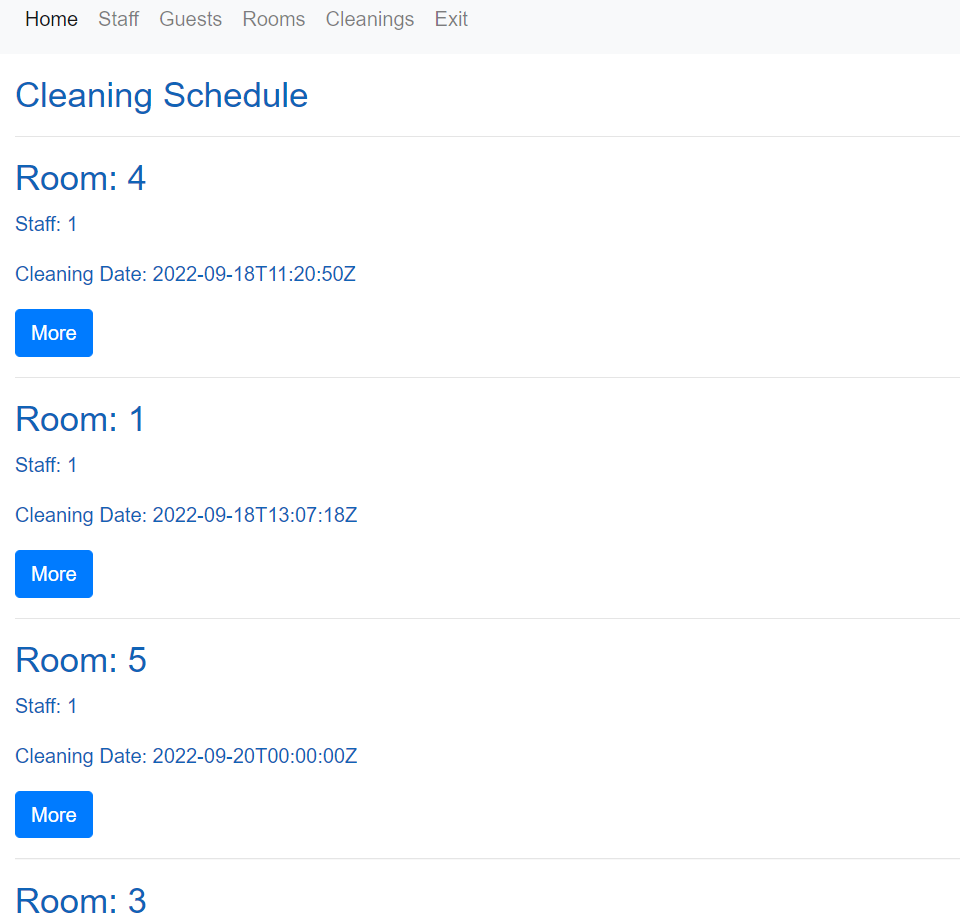 Home Staff Guests Rooms Cleanings Exit
Cleaning Schedule
Room: 4
Staff: 1
Cleaning Date: 2022-09-18T11:20:50Z
More
Room: 1
Staff: 1
Cleaning Date: 2022-09-18T13:07:18Z
More
Room: 5
Staff: 1
Cleaning Date: 2022-09-20T00:00:00Z
More
Room: 3